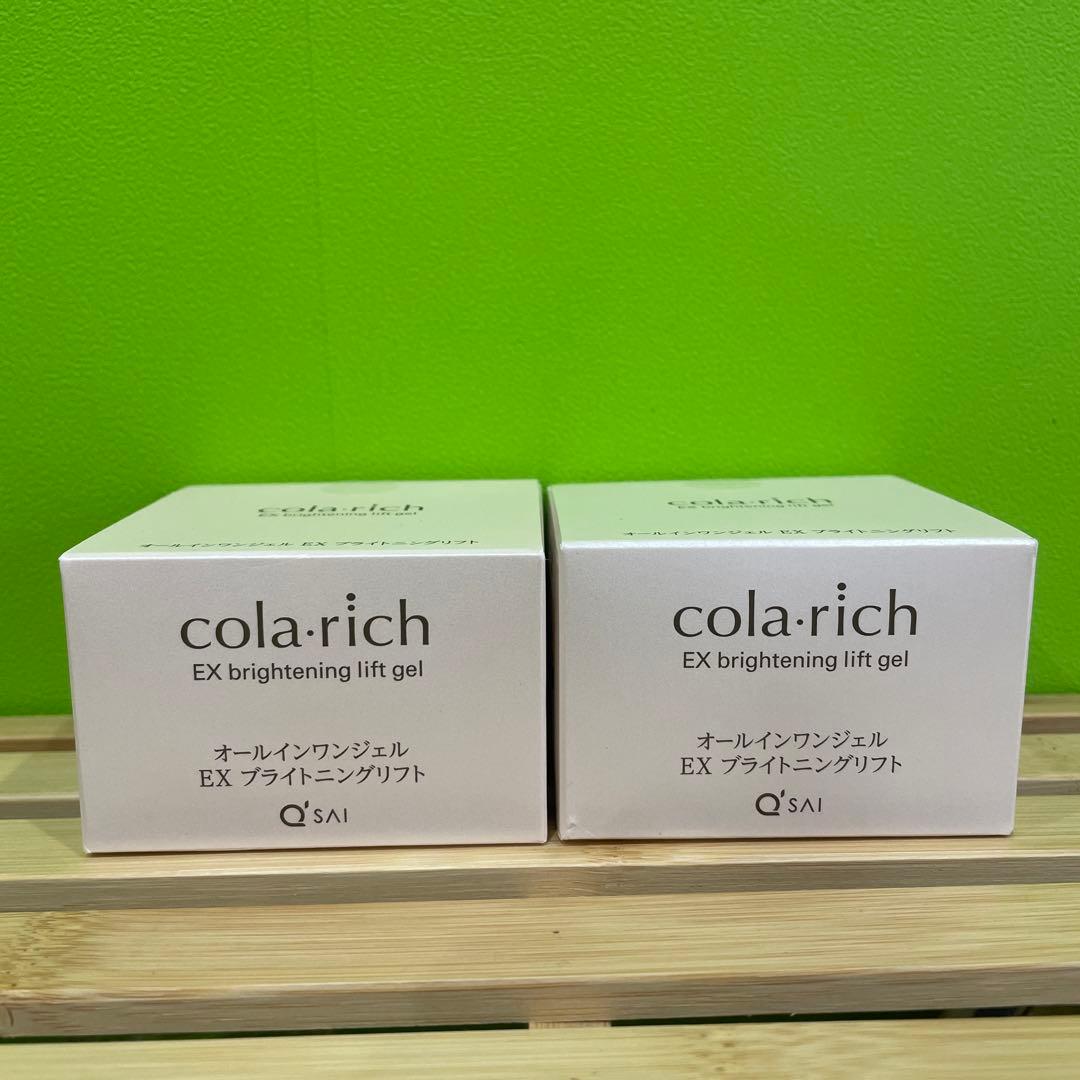 cola·rich
EX brightening lift gel
オールインワンジェル EX ブライトニングリフト
cola·rich
EX brightening lift gel
オールインワンジェル
EX ブライトニングリフト
Q'SAI
cola·rich
EX brightening lift gel
オールインワンジェル EX ブライトニングリフト
cola·rich
EX brightening lift gel
オールインワンジェル
EX ブライトニングリフト
Q'SAI